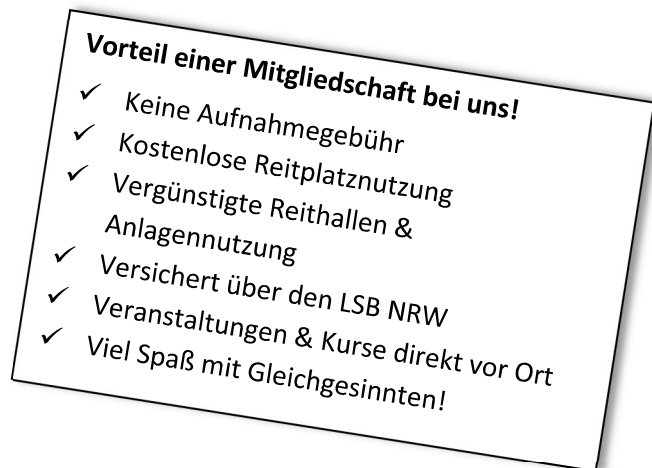 Vorteil einer Mitgliedschaft bei uns!
✓ Keine Aufnahmegebühr
✓ Kostenlose Reitplatznutzung
✓ Vergünstigte Reithallen &
Anlagennutzung
✓ Versichert über den LSB NRW
✓ Veranstaltungen & Kurse direkt vor Ort
✓ Viel Spaß mit Gleichgesinnten!